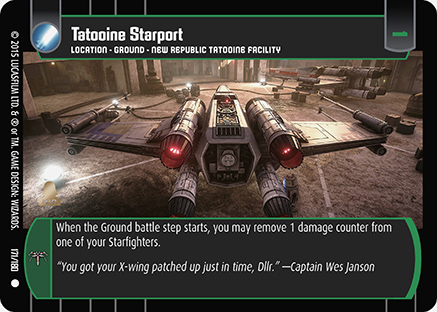 Tatooine Starport
LOCATION - GROUND - NEW REPUBLIC TATOOINE FACILITY
When the Ground battle step starts, you may remove 1 damage counter from
one of your Starfighters.
"You got your X-wing patched up just in time, Dllr." —Captain Wes Janson
© 2015 LUCASFILM LTD. & ® or TM. GAME DESIGN: WIZARDS.